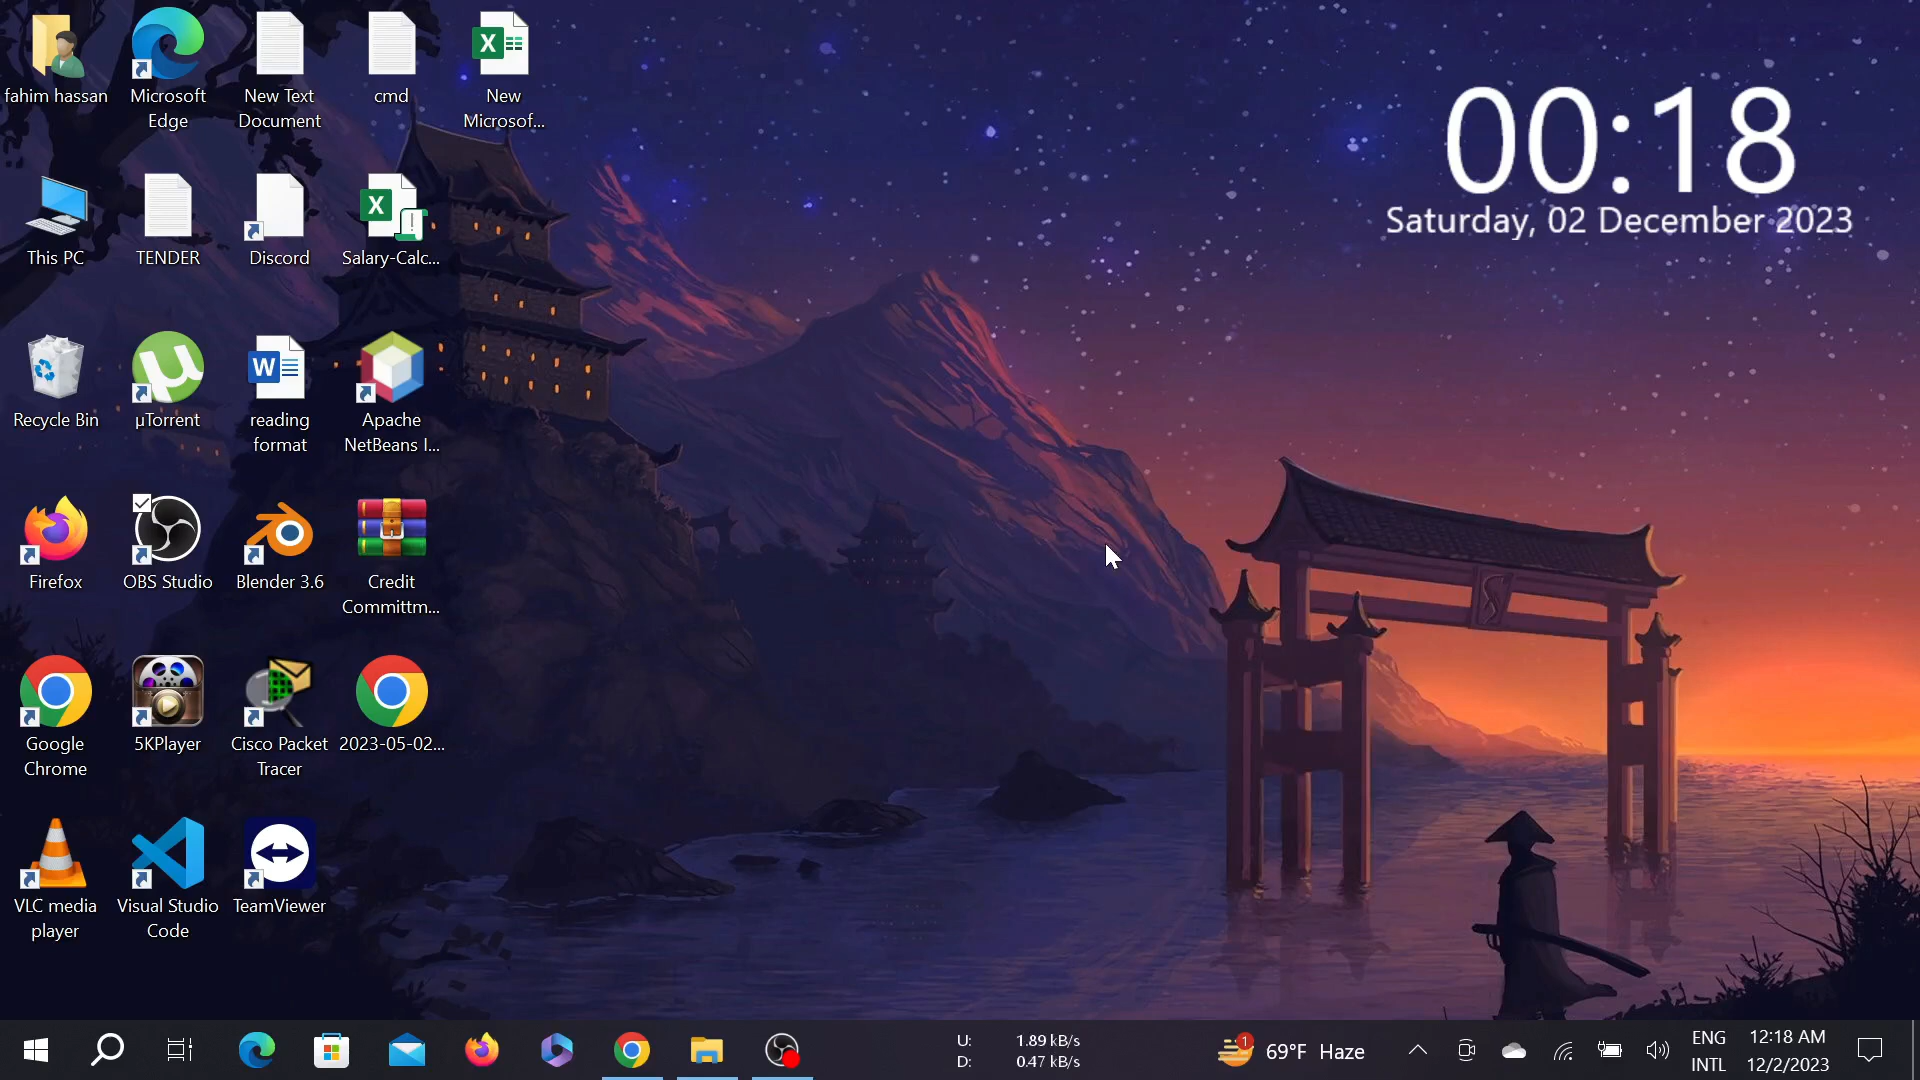 fahim hassan
Microsoft
Edge
New Text
Document
cmd
New
Microsof...
00:18
Saturday, 02 December 2023
This PC
TENDER
Discord
Salary-Calc...
Recycle Bin
µTorrent
reading
format
Apache
NetBeans I...
Firefox
OBS Studio
Blender 3.6
Credit
Committm...
Google
Chrome
5KPlayer
Cisco Packet
Tracer
2023-05-02...
VLC media
player
Visual Studio
Code
TeamViewer
U: 1.89 kB/s
D: 0.47 kB/s
1
69°F Haze
ENG
INTL
12:18 AM
12/2/2023